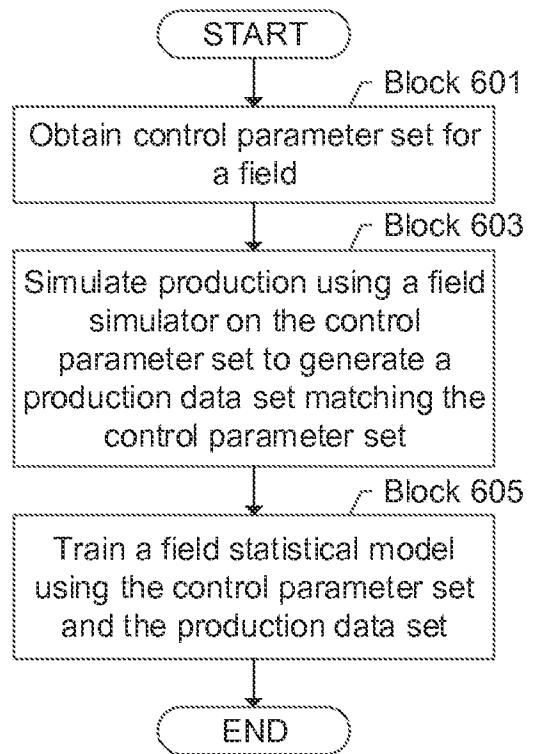 START
Block 601
Obtain control parameter set for
a field
Block 603
Simulate production using a field
simulator on the control
parameter set to generate a
production data set matching the
control parameter set
Block 605
Train a field statistical model
using the control parameter set
and the production data set
END